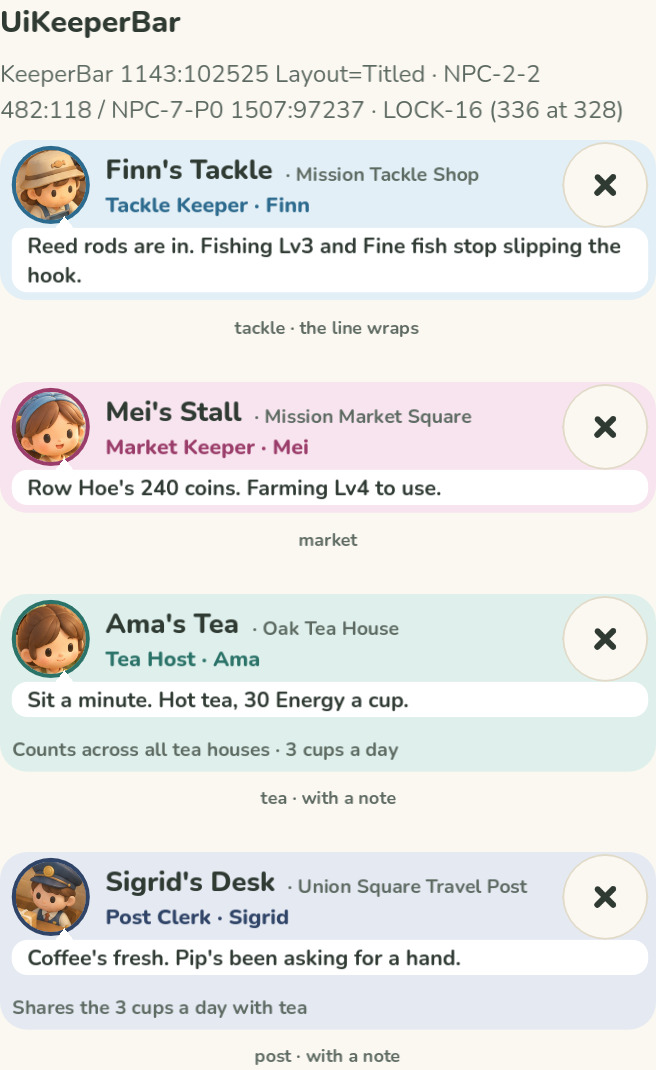 UiKeeperBar
KeeperBar 1143:102525 Layout=Titled · NPC-2-2
482:118 / NPC-7-P0 1507:97237 · LOCK-16 (336 at 328)
Finn's Tackle · Mission Tackle Shop
Tackle Keeper · Finn
Reed rods are in. Fishing Lv3 and Fine fish stop slipping the
hook.
tackle · the line wraps
Mei's Stall · Mission Market Square
Market Keeper · Mei
Row Hoe's 240 coins. Farming Lv4 to use.
market
Ama's Tea · Oak Tea House
Tea Host · Ama
Sit a minute. Hot tea, 30 Energy a cup.
Counts across all tea houses · 3 cups a day
tea · with a note
Sigrid's Desk · Union Square Travel Post
Post Clerk · Sigrid
Coffee's fresh. Pip's been asking for a hand.
Shares the 3 cups a day with tea
post · with a note